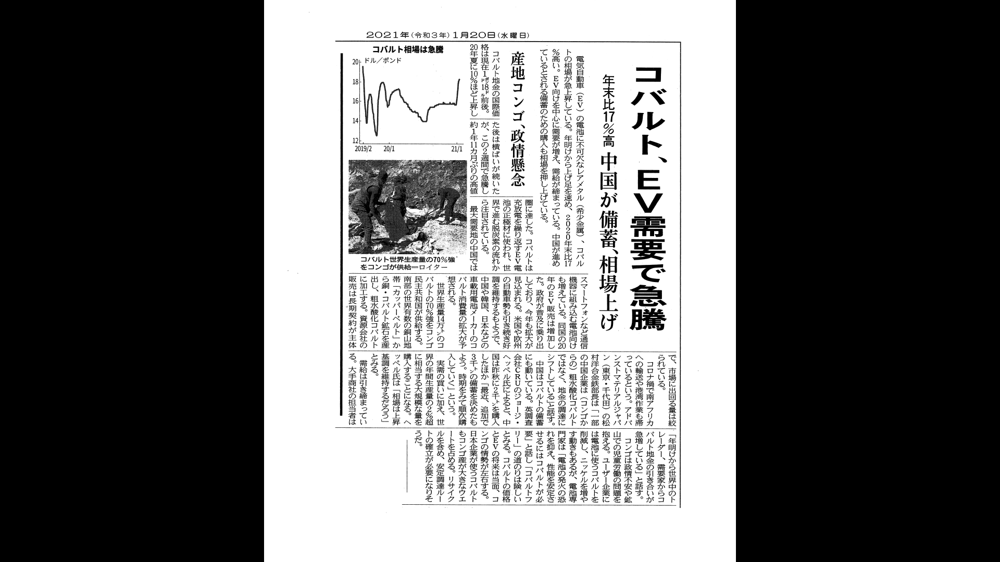 2021年(令和3年)1月20日(水曜日)
コバルト、EV需要で急騰
年末比17%高 中国が備蓄、相場上げ
電気自動車(EV)の電池に不可欠なレアメタル(希少金属)、コバル
トの相場が急上昇している。年明けから上げ足を速め、2020年末比17
%高い。EV向けを中心に需要が増え、需給が締まっている。中国が進め
ているとされる備蓄のための購入も相場を押し上げている。
産地コンゴ、政情懸念
コバルト地金の国際価
格は現在1ポンド18ドル前後。
20年夏に10%ほど上昇し
た後は横ばいが続いた
が、この2週間で急騰し
約1年11カ月ぶりの高値
圏に達した。コバルトは
充放電を繰り返すEV電
池の正極材に使われ、世
界で進む脱炭素の流れか
ら注目されている。
最大需要地の中国では
スマートフォンなど通信
機器に組み込む電池向け
も増えている。同国の20
年のEV販売は増加し
た。政府が普及に乗り出
しており、今年も拡大が
見込まれる。米国や欧州
の自動車勢も引き続き好
調を維持するもようで、
中国や韓国、日本などの
車載用電池メーカーのコ
バルト消費量の拡大が予
想される。
世界生産量14万トンのコ
バルトの70%強をコンゴ
民主共和国が供給する。
南部の世界有数の銅山地
帯「カッパーベルト」か
ら銅・コバルト鉱石を産
出し、粗水酸化コバルト
に加工する。資源会社の
販売は長期契約が主体
で、市場に出回る量は絞
られている。
コロナ禍で南アフリカ
への輸送や港湾作業も滞
っているという。アドバ
ンストマテリアルジャパ
ン(東京・千代田)の松
村洋合金鉄部長は「一部
の中国企業は(コンゴか
らの)粗水酸化コバルト
ではなく、地金の調達に
シフトしている」と話す。
中国はコバルトの備蓄
にも動いている。英調査
会社CRUのジョージ・
ヘッペル氏によると、中
国は昨秋に2千トンを購入
したほか「最近、追加で
3千トンの備蓄を決めたも
よう。時期をみて順次購
入していく」という。
実需の買いに加え、世
界の年間生産量の2%超
に相当する大規模な量を
購入することになる。ヘ
ッペル氏は「相場は上昇
基調を維持するだろう」
とみる。
需給は引き締まってい
る。大手商社の担当者は
「年明けから世界中のト
レーダー、需要家からコ
バルト地金の引き合いが
急増している」と話す。
コンゴは政情不安や鉱
山での児童労働の問題を
抱える。ユーザー企業に
は電池に使うコバルトを
削減し、ニッケルを増や
す動きもあるが、電池専
門家は「電池の発火の恐
れを抑え、性能を安定さ
せるにはコバルトが必
要」と話し「コバルトフ
リー」の道のりは険しい
とみる。コバルトの価格
とEVの将来は当面、コ
ンゴの情勢が左右する。
日本企業が使うコバルト
もコンゴ産が大きなウエ
ートを占める。リサイク
ルを含め、安定調達ルー
トの確立が必要になりそ
うだ。
コバルト相場は急騰
ドル/ポンド
20
18
16
14
12
2019/2 20/1 21/1
コバルト世界生産量の70%強
をコンゴが供給=ロイター